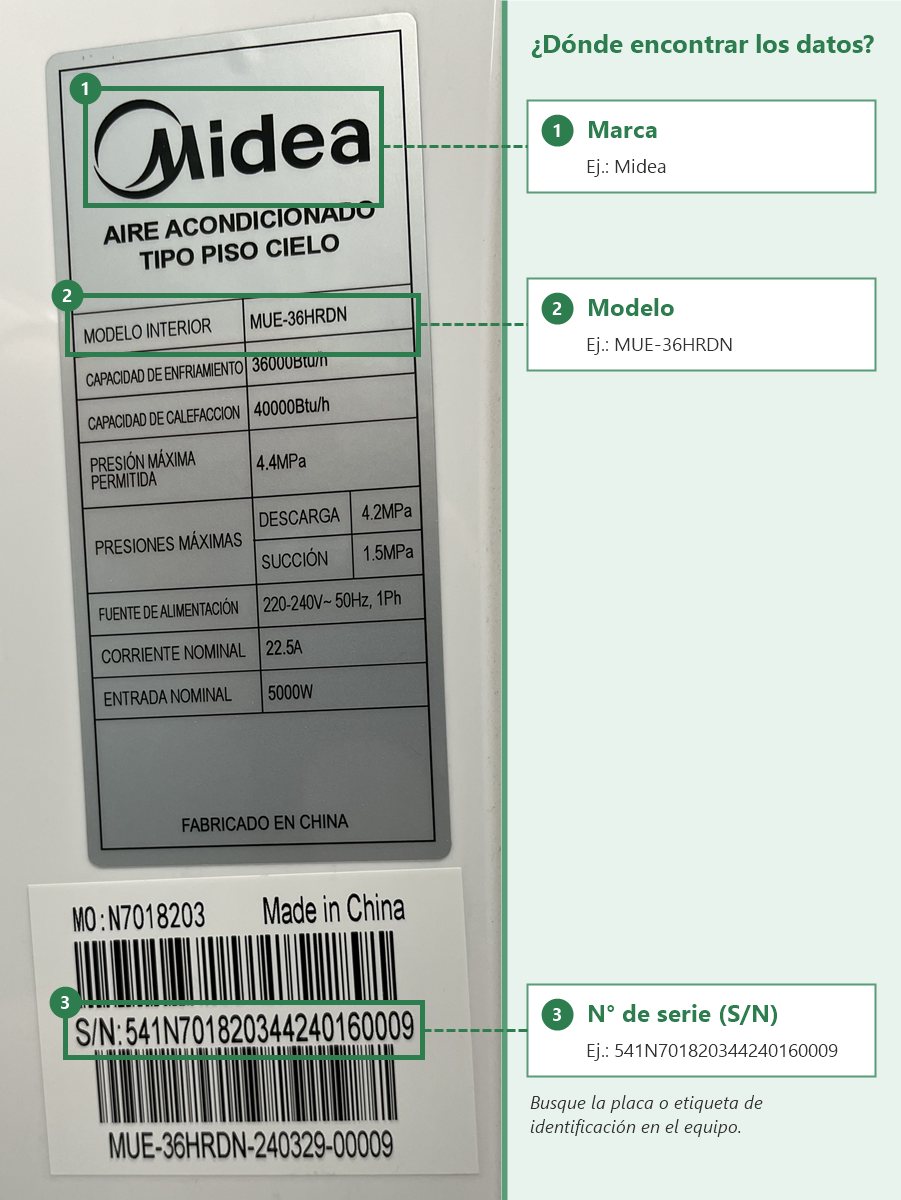 ¿Dónde encontrar los datos?
1
Midea
AIRE ACONDICIONADO
TIPO PISO CIELO
2
MODELO INTERIOR MUE-36HRDN
CAPACIDAD DE ENFRIAMIENTO 36000Btu/h
CAPACIDAD DE CALEFACCION 40000Btu/h
PRESIÓN MÁXIMA
PERMITIDA
4.4MPa
PRESIONES MÁXIMAS
DESCARGA 4.2MPa
SUCCIÓN 1.5MPa
FUENTE DE ALIMENTACIÓN 220-240V~ 50Hz, 1Ph
CORRIENTE NOMINAL 22.5A
ENTRADA NOMINAL 5000W
FABRICADO EN CHINA
MO:N7018203 Made in China
3
S/N:541N701820344240160009
MUE-36HRDN-240329-00009
1 Marca
Ej.: Midea
2 Modelo
Ej.: MUE-36HRDN
3 N° de serie (S/N)
Ej.: 541N701820344240160009
Busque la placa o etiqueta de
identificación en el equipo.